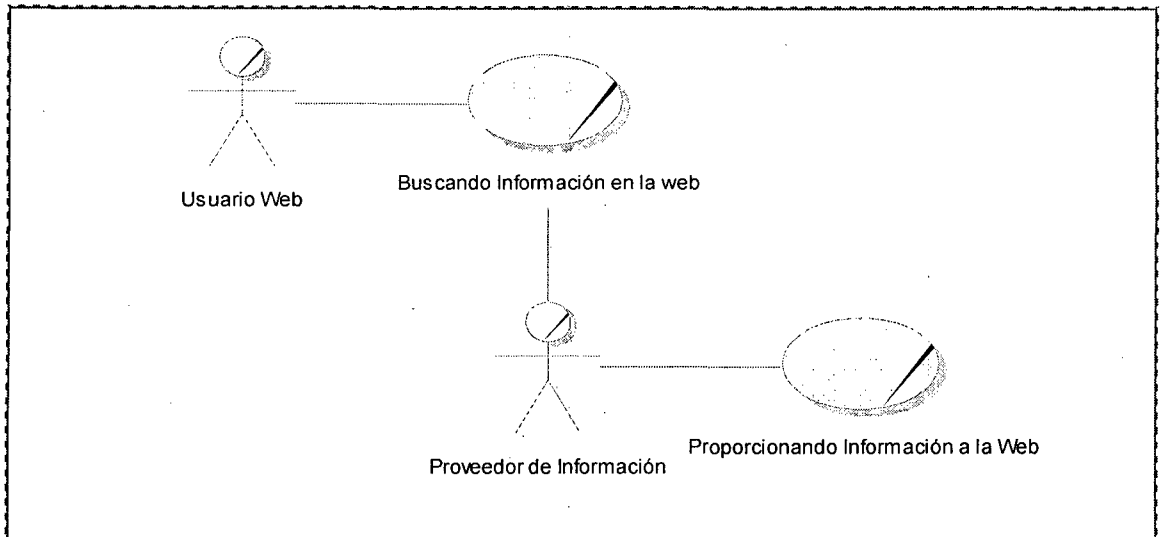 Usuario Web
Buscando Información en la web
Proveedor de Información
Proporcionando Información a la Web